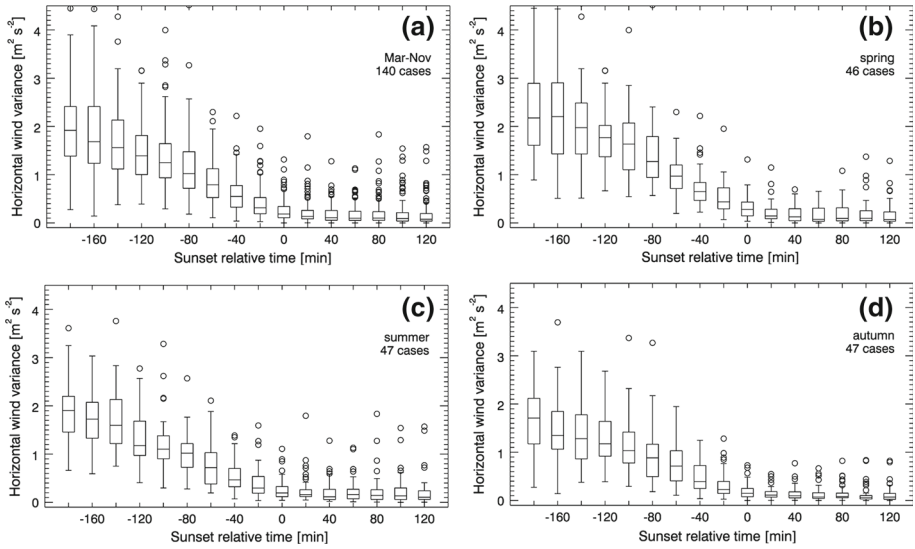 (a)
Mar-Nov
140 cases
Horizontal wind variance [m² s⁻²]
4
3
2
1
0
-160 -120 -80 -40 0 40 80 120
Sunset relative time [min]
(b)
spring
46 cases
Horizontal wind variance [m² s⁻²]
4
3
2
1
0
-160 -120 -80 -40 0 40 80 120
Sunset relative time [min]
(c)
summer
47 cases
Horizontal wind variance [m² s⁻²]
4
3
2
1
0
-160 -120 -80 -40 0 40 80 120
Sunset relative time [min]
(d)
autumn
47 cases
Horizontal wind variance [m² s⁻²]
4
3
2
1
0
-160 -120 -80 -40 0 40 80 120
Sunset relative time [min]